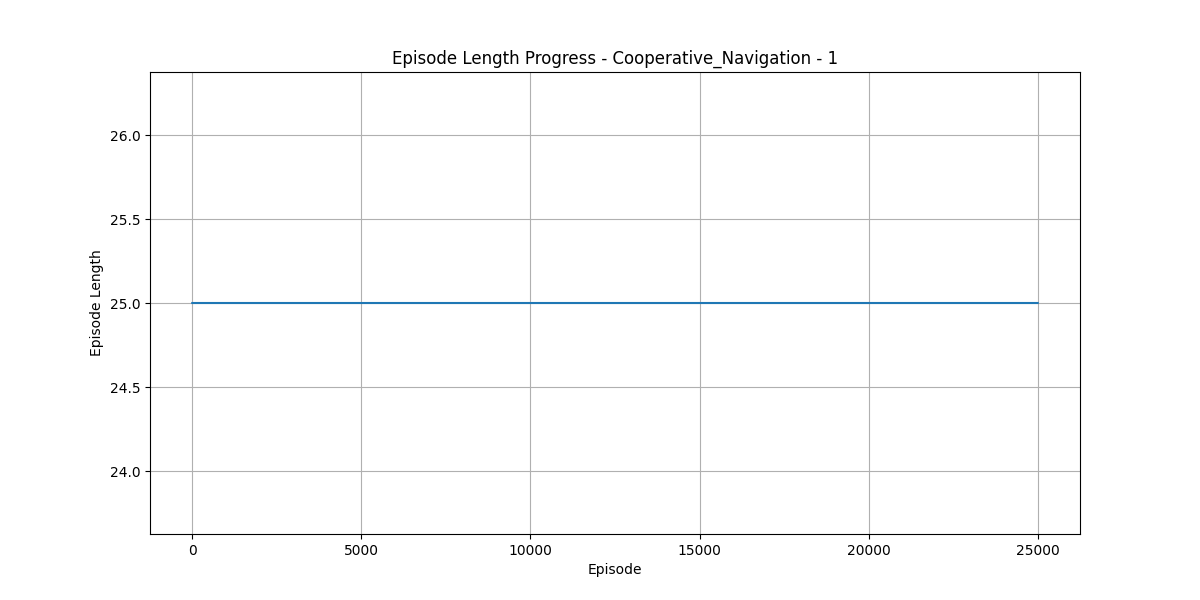 Episode Length Progress - Cooperative_Navigation - 1
26.0
25.5
25.0
24.5
24.0
Episode Length
0 5000 10000 15000 20000 25000
Episode